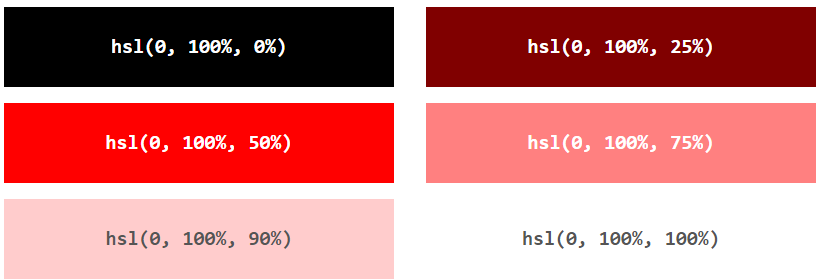 hsl(0, 100%, 0%)
hsl(0, 100%, 25%)
hsl(0, 100%, 50%)
hsl(0, 100%, 75%)
hsl(0, 100%, 90%)
hsl(0, 100%, 100%)